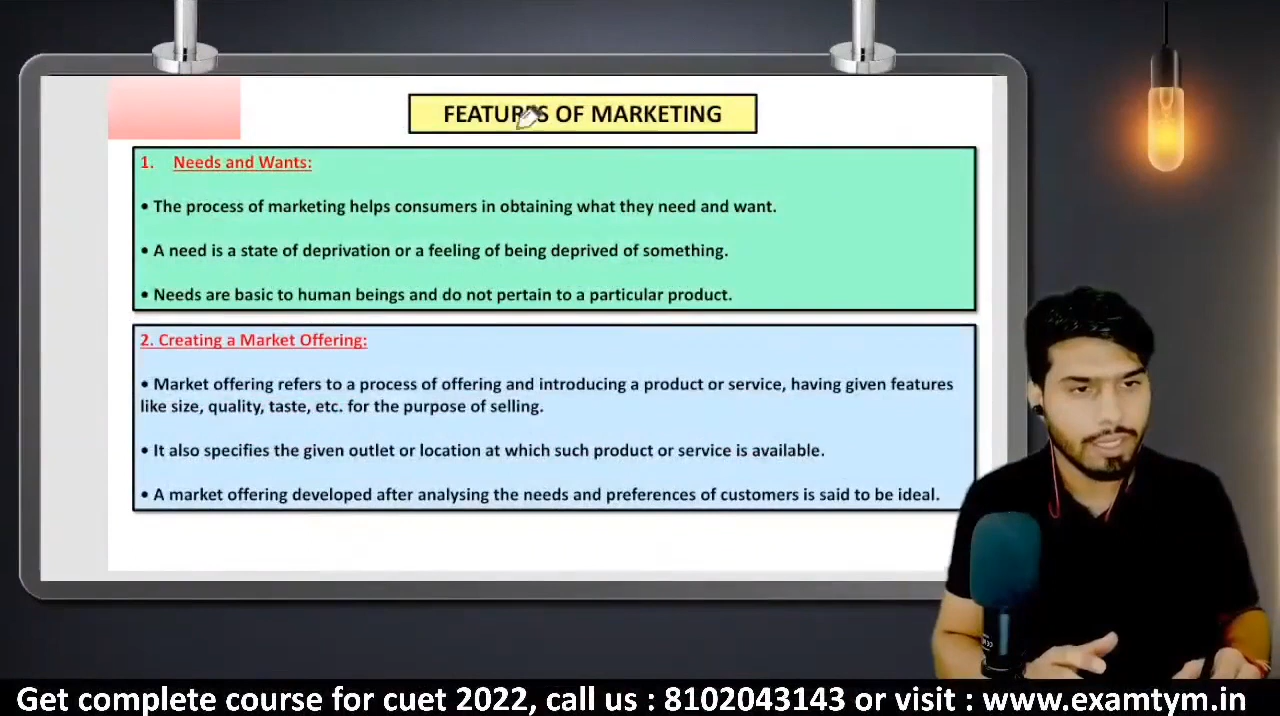 FEATURES OF MARKETING
1. Needs and Wants:
• The process of marketing helps consumers in obtaining what they need and want.
• A need is a state of deprivation or a feeling of being deprived of something.
• Needs are basic to human beings and do not pertain to a particular product.
2. Creating a Market Offering:
• Market offering refers to a process of offering and introducing a product or service, having given features
like size, quality, taste, etc. for the purpose of selling.
• It also specifies the given outlet or location at which such product or service is available.
• A market offering developed after analysing the needs and preferences of customers is said to be ideal.
Get complete course for cuet 2022, call us : 8102043143 or visit : www.examtym.in